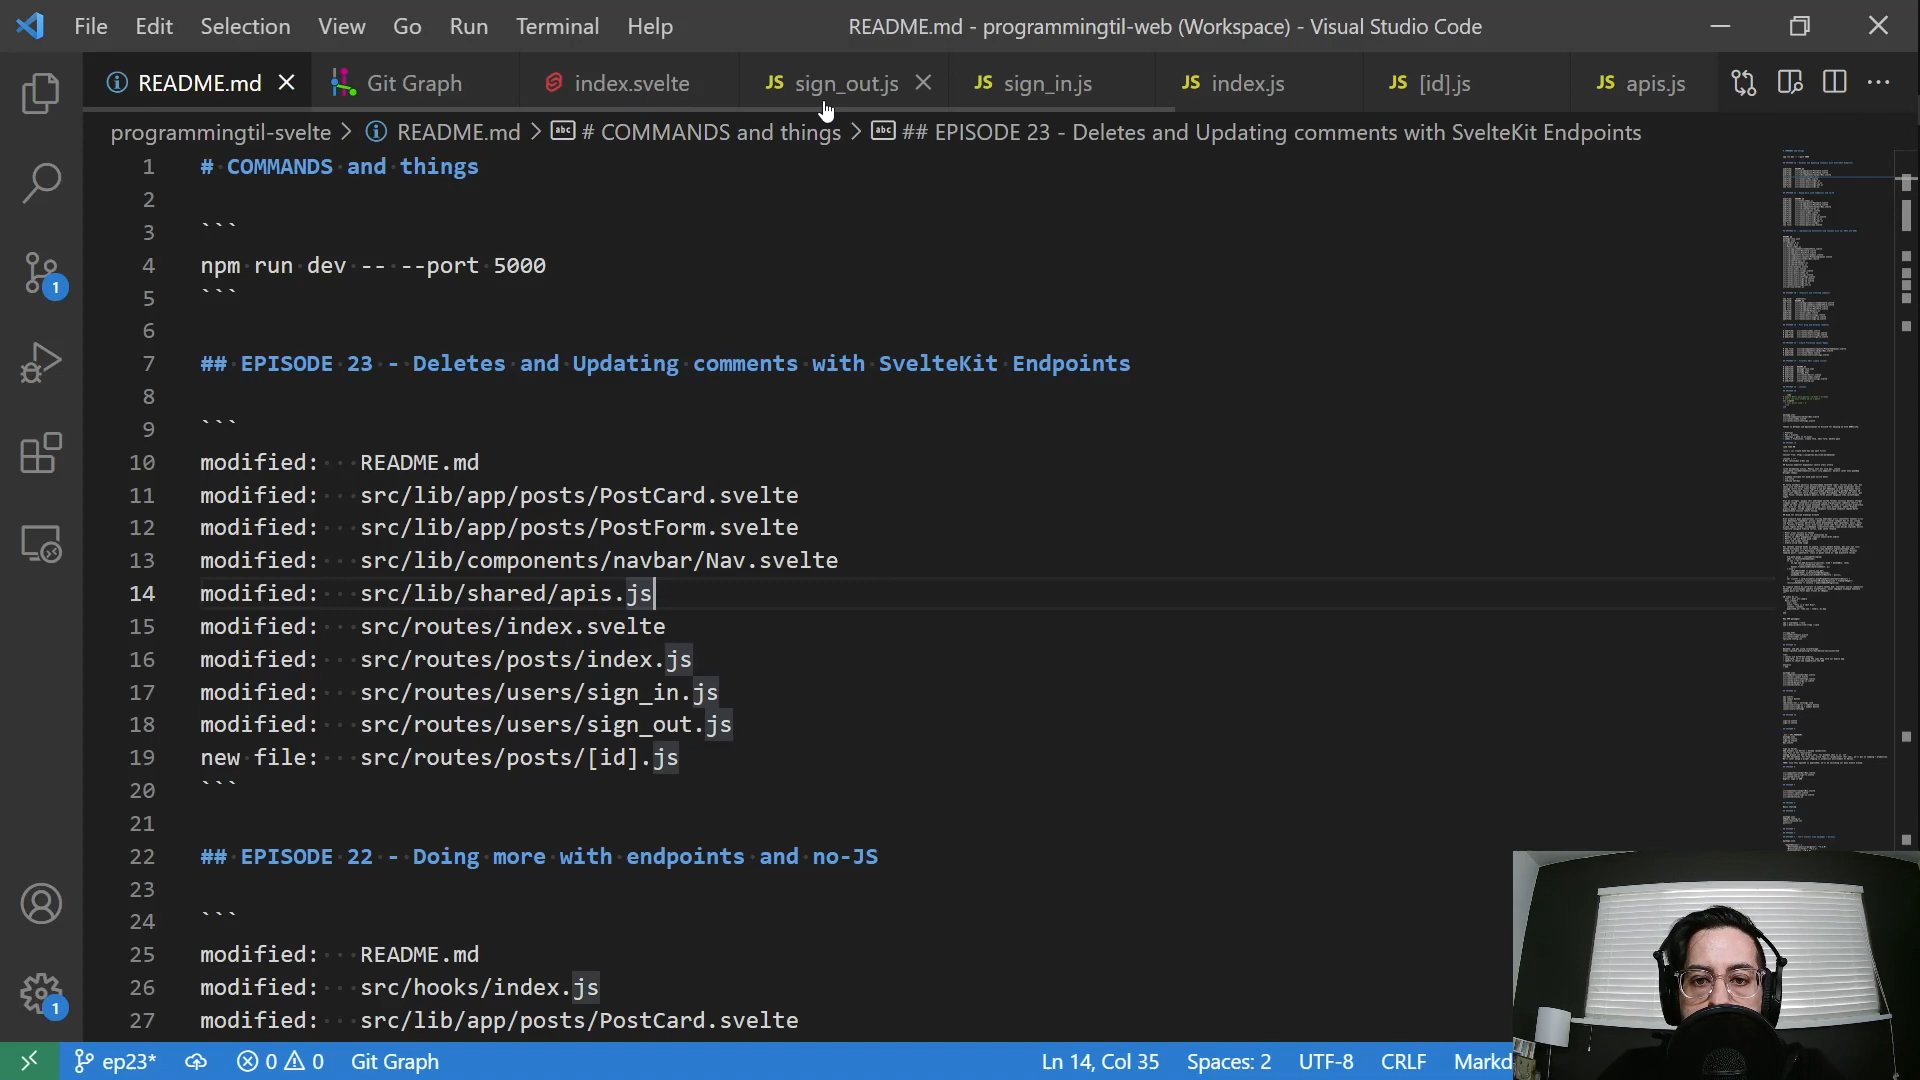 File Edit Selection View Go Run Terminal Help README.md - programmingtil-web (Workspace) - Visual Studio Code
README.md Git Graph index.svelte JS sign_out.js JS sign_in.js JS index.js JS [id].js JS apis.js
programmingtil-svelte > README.md > # COMMANDS and things > ## EPISODE 23 - Deletes and Updating comments with SvelteKit Endpoints
1 # COMMANDS and things
2
3 ```
4 npm run dev -- --port 5000
5 ```
6
7 ## EPISODE 23 - Deletes and Updating comments with SvelteKit Endpoints
8
9 ```
10 modified: README.md
11 modified: src/lib/app/posts/PostCard.svelte
12 modified: src/lib/app/posts/PostForm.svelte
13 modified: src/lib/components/navbar/Nav.svelte
14 modified: src/lib/shared/apis.js
15 modified: src/routes/index.svelte
16 modified: src/routes/posts/index.js
17 modified: src/routes/users/sign_in.js
18 modified: src/routes/users/sign_out.js
19 new file: src/routes/posts/[id].js
20 ```
21
22 ## EPISODE 22 - Doing more with endpoints and no-JS
23
24 ```
25 modified: README.md
26 modified: src/hooks/index.js
27 modified: src/lib/app/posts/PostCard.svelte
1
1
ep23* 0 0 Git Graph Ln 14, Col 35 Spaces: 2 UTF-8 CRLF Markd